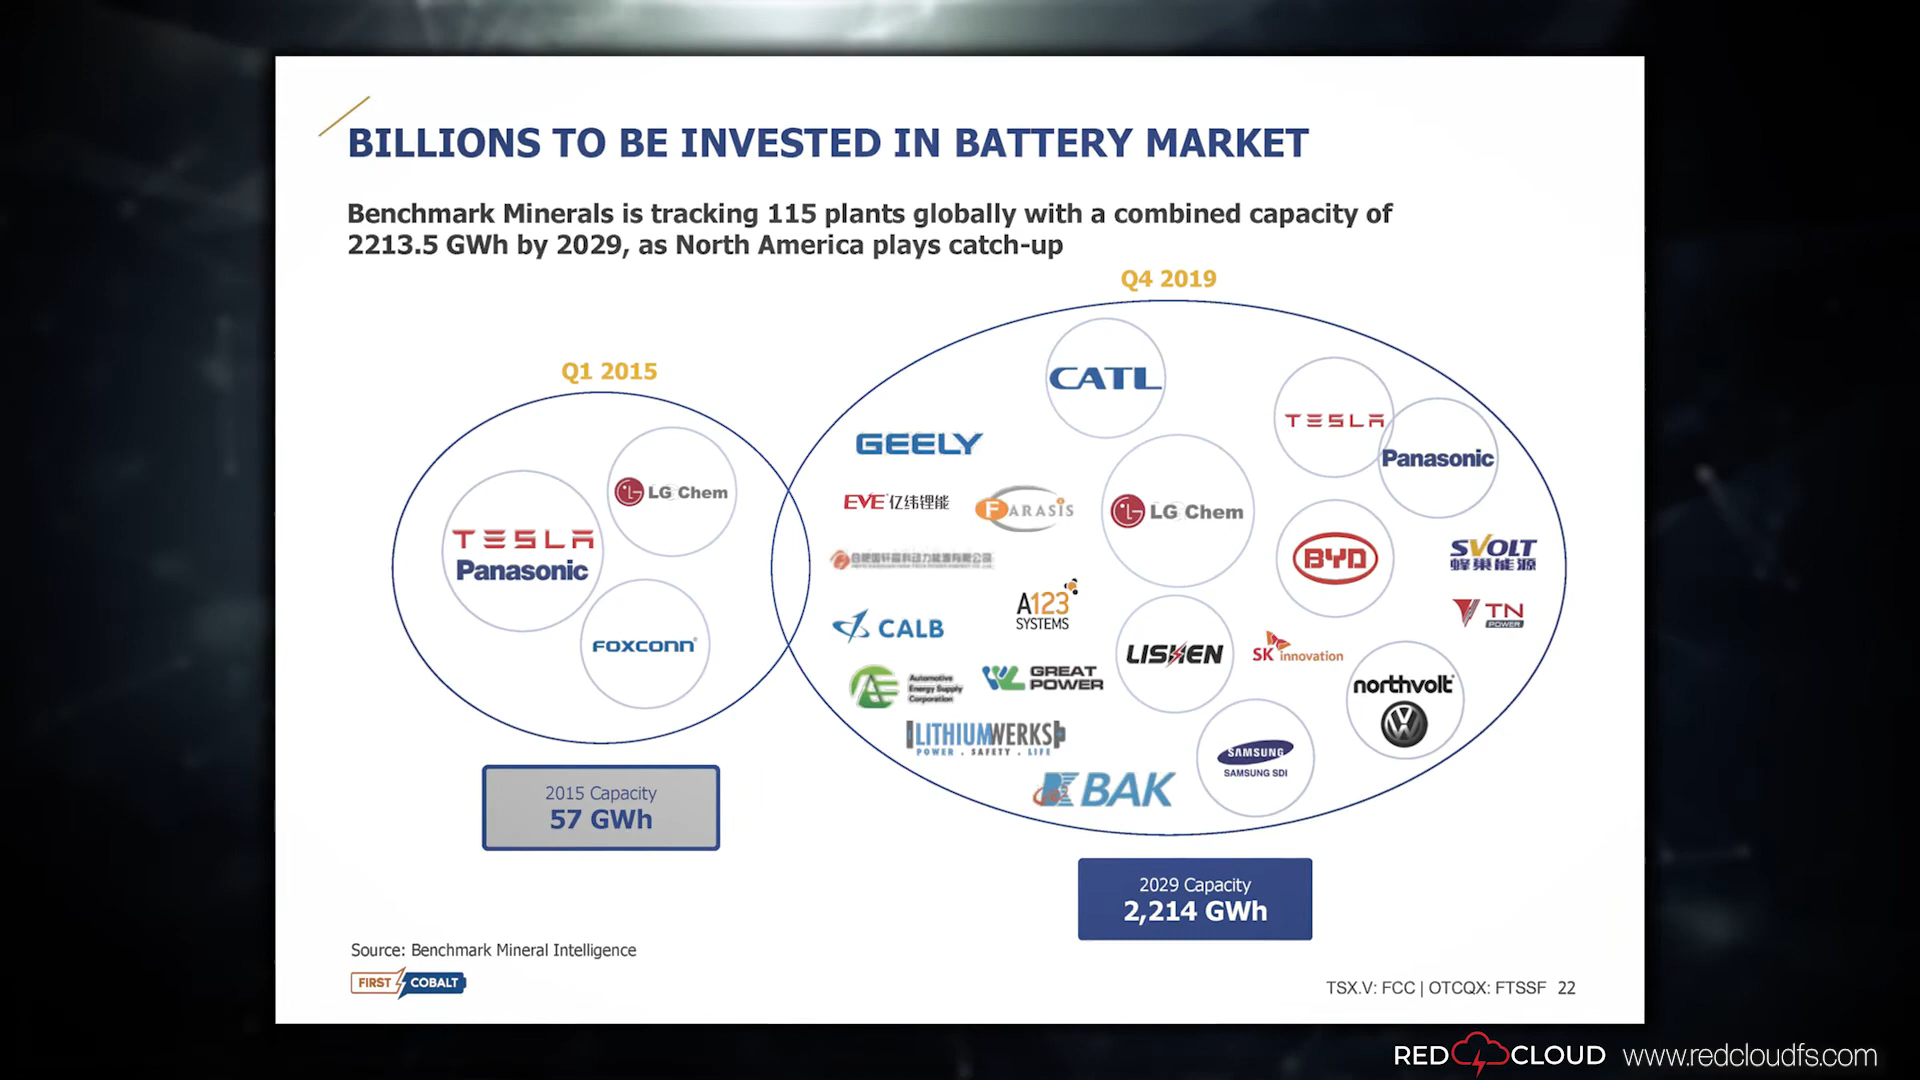 BILLIONS TO BE INVESTED IN BATTERY MARKET
Benchmark Minerals is tracking 115 plants globally with a combined capacity of
2213.5 GWh by 2029, as North America plays catch-up
Q1 2015
TESLA
Panasonic
LG Chem
FOXCONN
2015 Capacity
57 GWh
Q4 2019
CATL
TESLA
Panasonic
GEELY
EVE 亿纬锂能
FARASIS
LG Chem
BYD
SVOLT
蜂巢能源
A123
SYSTEMS
TN
POWER
CALB
LISHEN
SK innovation
Automotive
Energy Supply
Corporation
GREAT
POWER
northvolt
VW
LITHIUMWERKS
POWER . SAFETY . LIFE
SAMSUNG
SAMSUNG SDI
BAK
2029 Capacity
2,214 GWh
Source: Benchmark Mineral Intelligence
FIRST COBALT
TSX.V: FCC | OTCQX: FTSSF 22
RED CLOUD www.redcloudfs.com